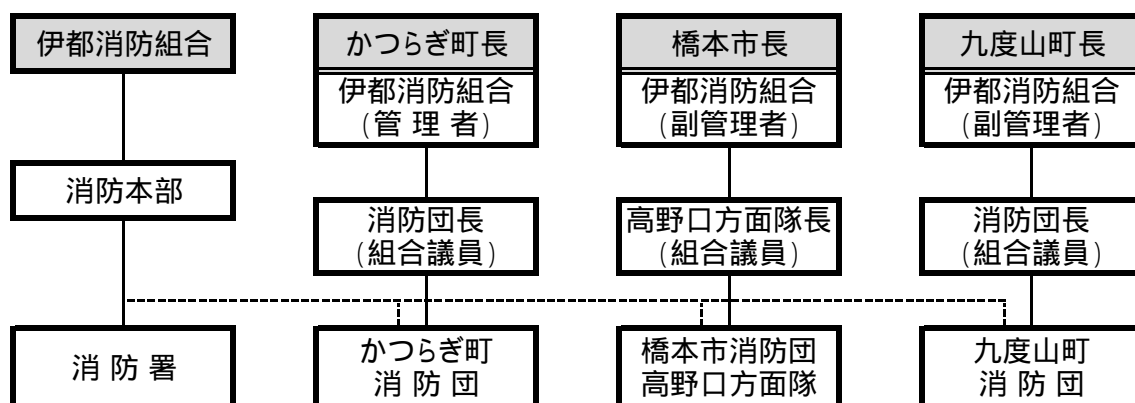 伊都消防組合
かつらぎ町長
橋本市長
九度山町長
伊都消防組合
(管 理 者)
伊都消防組合
(副管理者)
伊都消防組合
(副管理者)
消防本部
消防団長
(組合議員)
高野口方面隊長
(組合議員)
消防団長
(組合議員)
消 防 署
かつらぎ町
消 防 団
橋本市消防団
高野口方面隊
九度山町
消 防 団